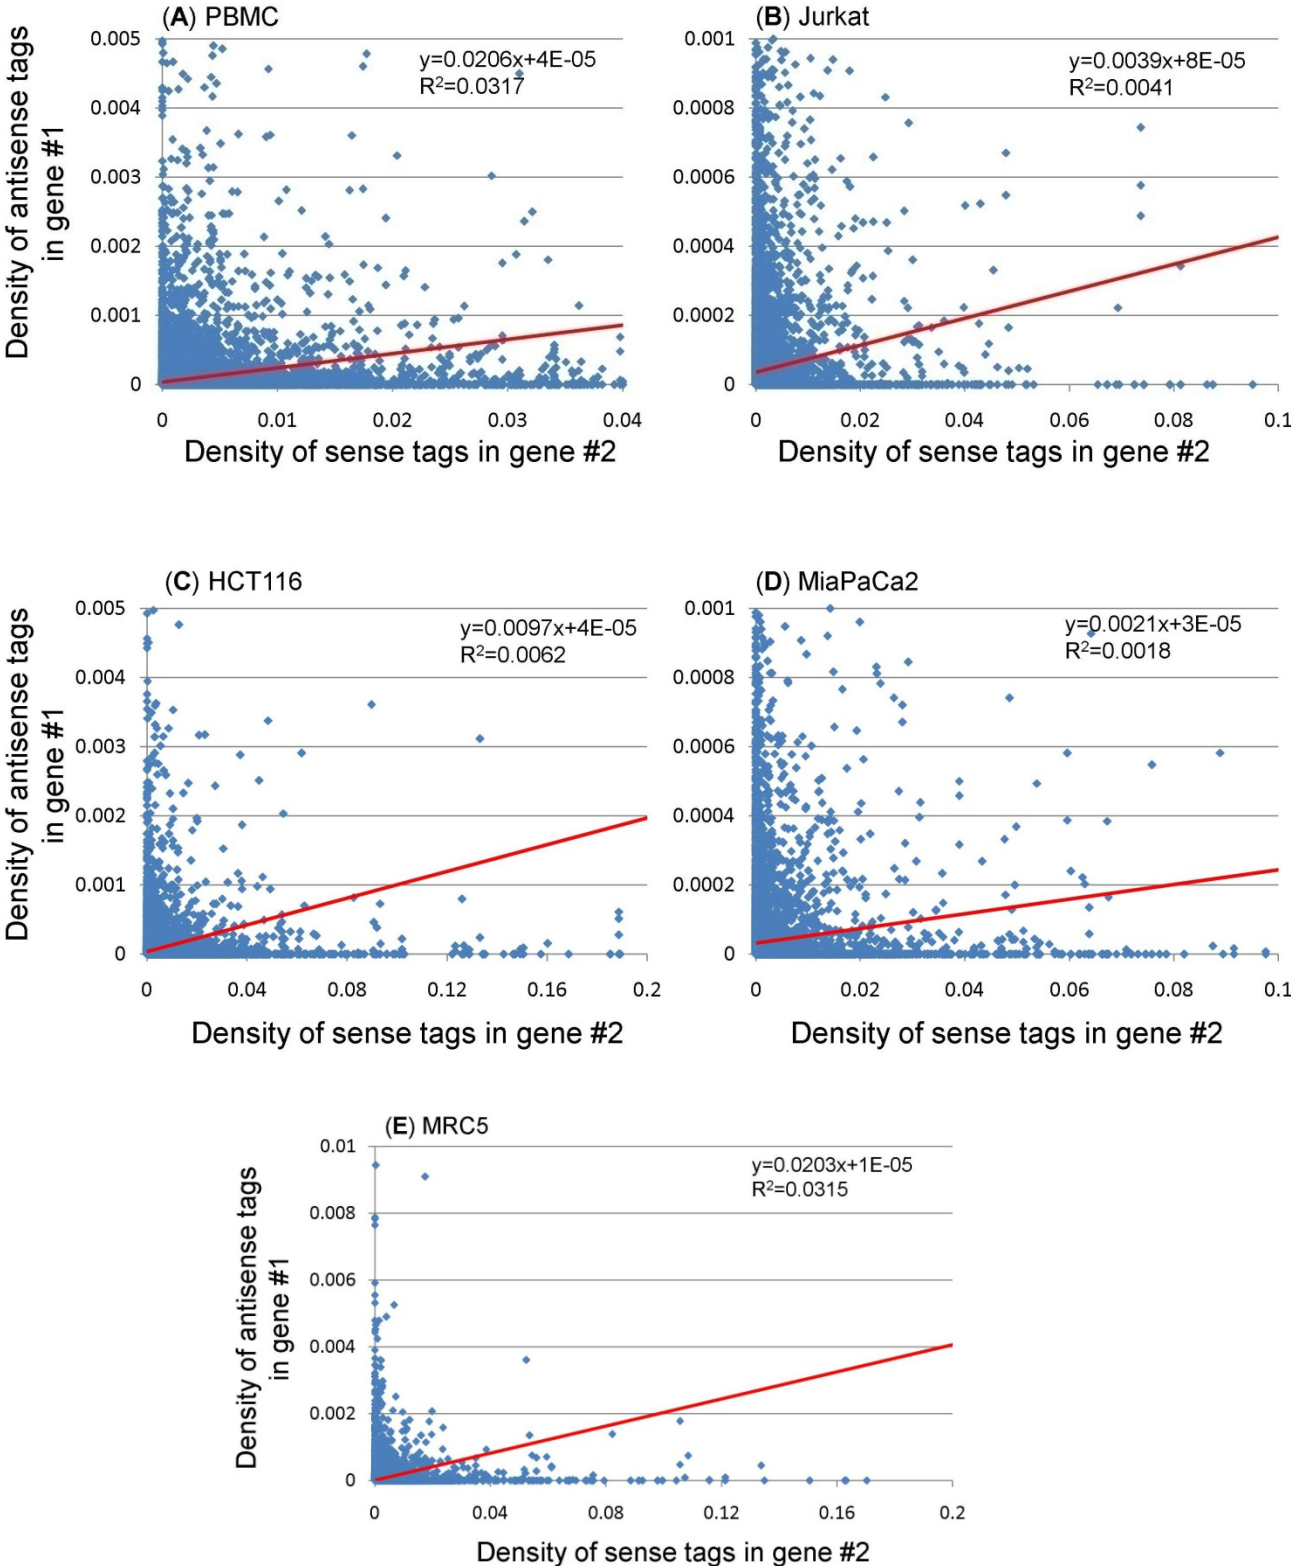 (A) PBMC
Density of antisense tags
in gene #1
0.005
0.004
0.003
0.002
0.001
0
y=0.0206x+4E-05
R²=0.0317
0 0.01 0.02 0.03 0.04
Density of sense tags in gene #2
(B) Jurkat
0.001
0.0008
0.0006
0.0004
0.0002
0
y=0.0039x+8E-05
R²=0.0041
0 0.02 0.04 0.06 0.08 0.1
Density of sense tags in gene #2
(C) HCT116
Density of antisense tags
in gene #1
0.005
0.004
0.003
0.002
0.001
0
y=0.0097x+4E-05
R²=0.0062
0 0.04 0.08 0.12 0.16 0.2
Density of sense tags in gene #2
(D) MiaPaCa2
0.001
0.0008
0.0006
0.0004
0.0002
0
y=0.0021x+3E-05
R²=0.0018
0 0.02 0.04 0.06 0.08 0.1
Density of sense tags in gene #2
(E) MRC5
Density of antisense tags
in gene #1
0.01
0.008
0.006
0.004
0.002
0
y=0.0203x+1E-05
R²=0.0315
0 0.04 0.08 0.12 0.16 0.2
Density of sense tags in gene #2